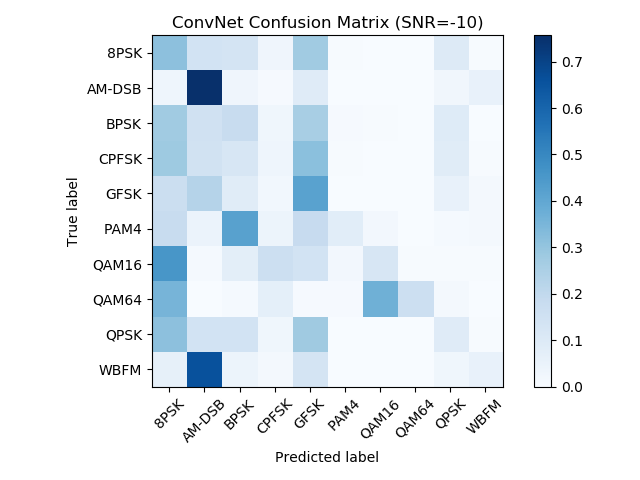 ConvNet Confusion Matrix (SNR=-10)
8PSK
AM-DSB
BPSK
CPFSK
GFSK
PAM4
QAM16
QAM64
QPSK
WBFM
True label
8PSK
AM-DSB
BPSK
CPFSK
GFSK
PAM4
QAM16
QAM64
QPSK
WBFM
Predicted label
0.7
0.6
0.5
0.4
0.3
0.2
0.1
0.0